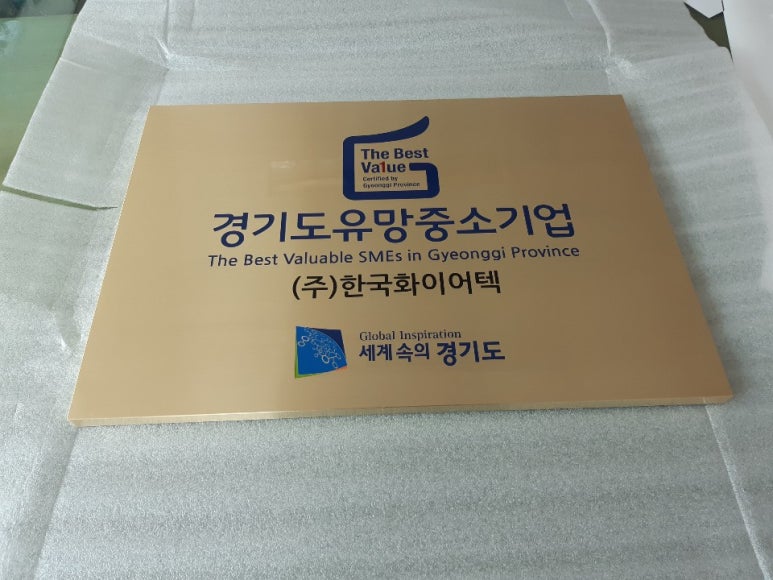 The Best
Va1ue
Certified by
Gyeonggi Province
경기도유망중소기업
The Best Valuable SMEs in Gyeonggi Province
(주)한국화이어텍
Global Inspiration
세계 속의 경기도